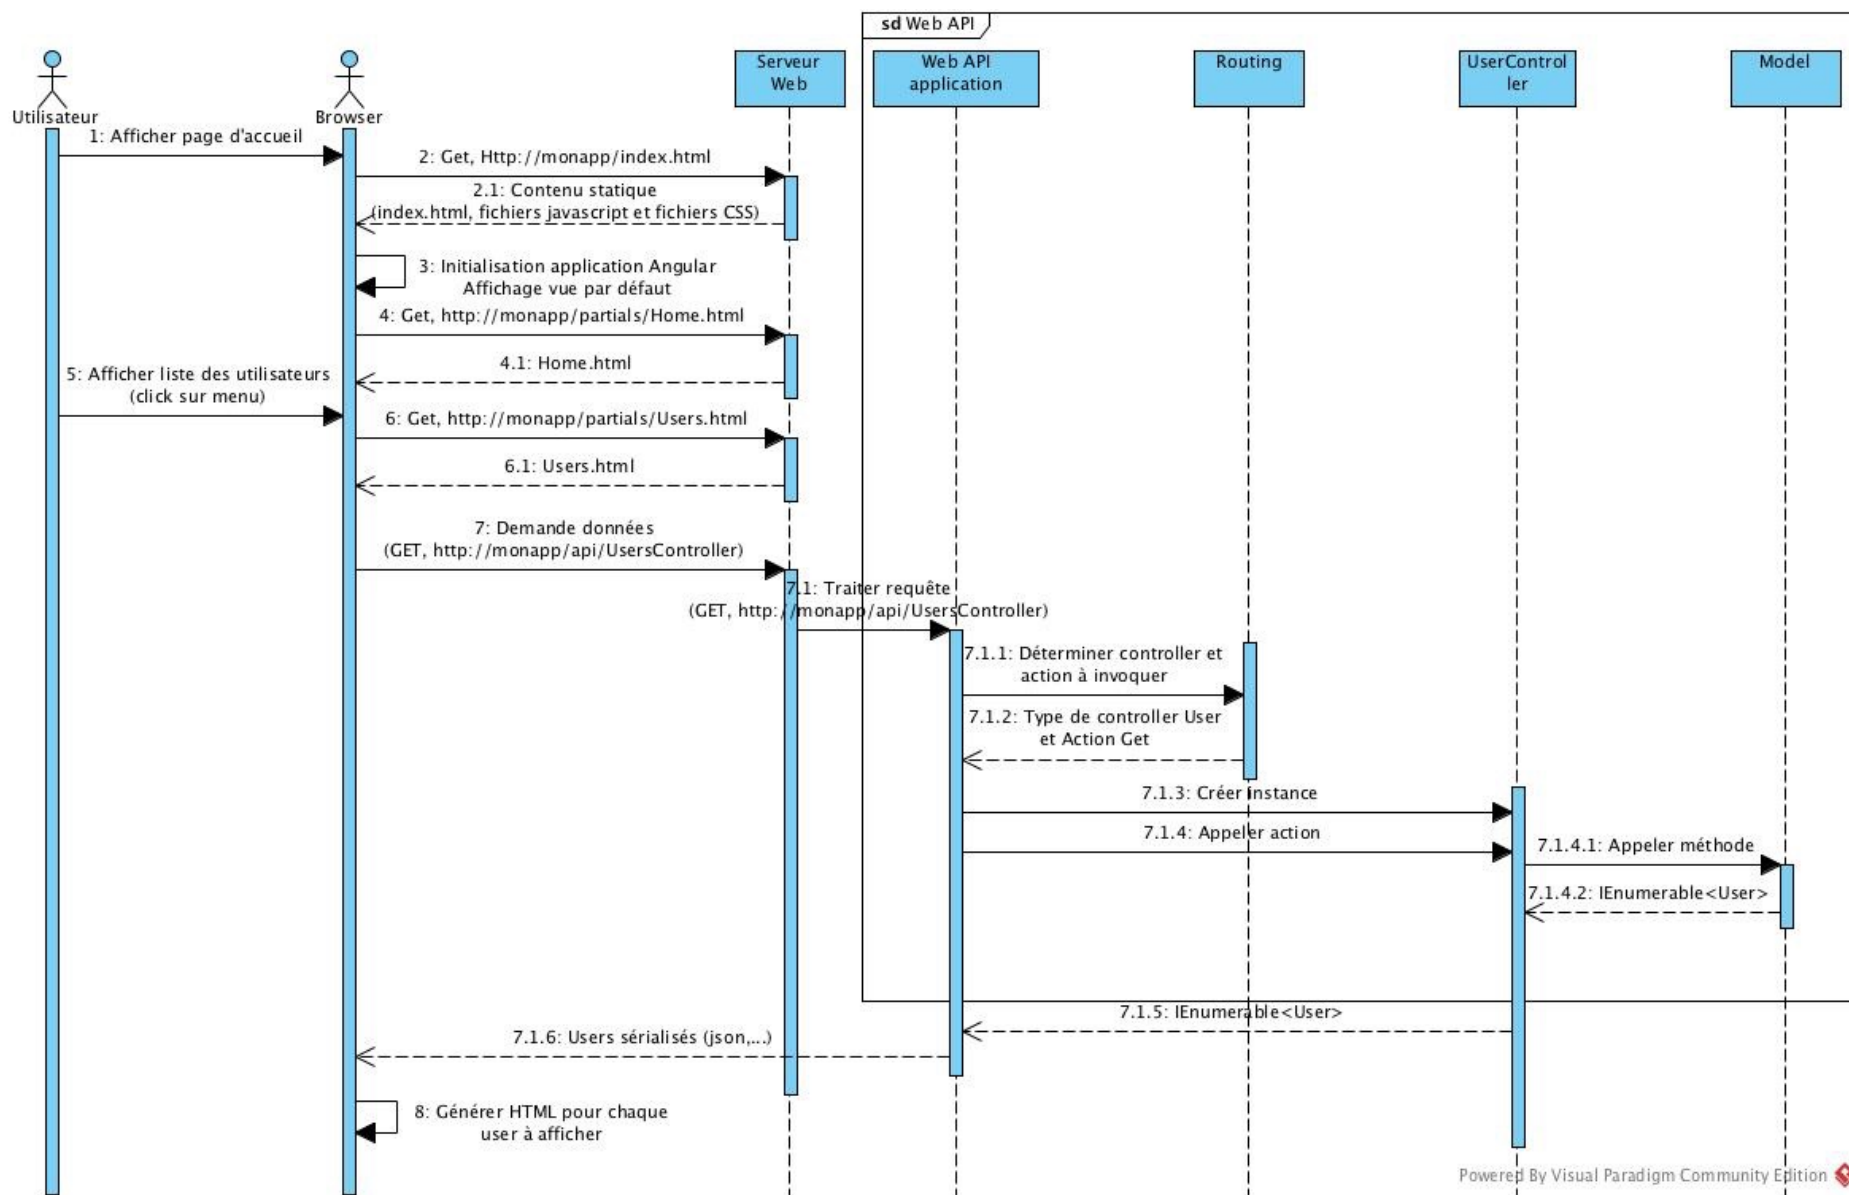 sd Web API
Utilisateur
Browser
Serveur
Web
Web API
application
Routing
UserControl
ler
Model
1: Afficher page d'accueil
2: Get, Http://monapp/index.html
2.1: Contenu statique
(index.html, fichiers javascript et fichiers CSS)
3: Initialisation application Angular
Affichage vue par défaut
4: Get, http://monapp/partials/Home.html
4.1: Home.html
5: Afficher liste des utilisateurs
(click sur menu)
6: Get, http://monapp/partials/Users.html
6.1: Users.html
7: Demande données
(GET, http://monapp/api/UsersController)
7.1: Traiter requête
(GET, http://monapp/api/UsersController)
7.1.1: Déterminer controller et
action à invoquer
7.1.2: Type de controller User
et Action Get
7.1.3: Créer instance
7.1.4: Appeler action
7.1.4.1: Appeler méthode
7.1.4.2: IEnumerable<User>
7.1.5: IEnumerable<User>
7.1.6: Users sérialisés (json,...)
8: Générer HTML pour chaque
user à afficher
Powered By Visual Paradigm Community Edition